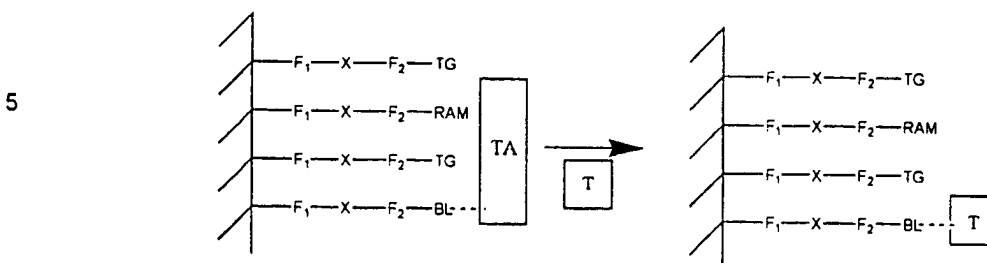 5
F₁—X—F₂—TG F₁—X—F₂—TG
F₁—X—F₂—RAM F₁—X—F₂—RAM
TA
T
F₁—X—F₂—TG F₁—X—F₂—TG
F₁—X—F₂—BL F₁—X—F₂—BL T